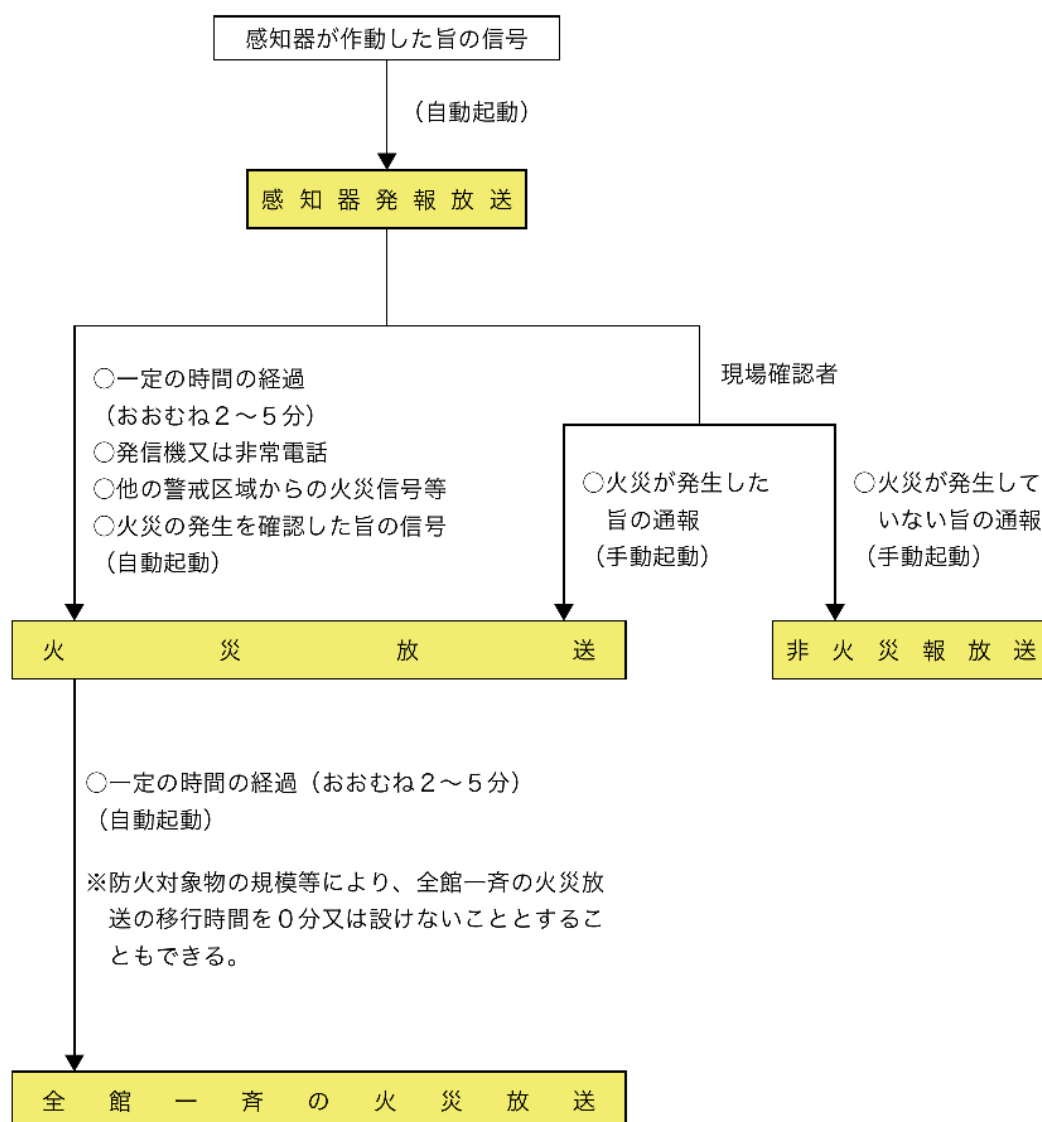 感知器が作動した旨の信号
（自動起動）
感知器発報放送
○一定の時間の経過
（おおむね２～５分）
○発信機又は非常電話
○他の警戒区域からの火災信号等
○火災の発生を確認した旨の信号
（自動起動）
現場確認者
○火災が発生した
旨の通報
（手動起動）
○火災が発生して
いない旨の通報
（手動起動）
火災放送
非火災報放送
○一定の時間の経過（おおむね２～５分）
（自動起動）
※防火対象物の規模等により、全館一斉の火災放
送の移行時間を０分又は設けないこととするこ
ともできる。
全館一斉の火災放送